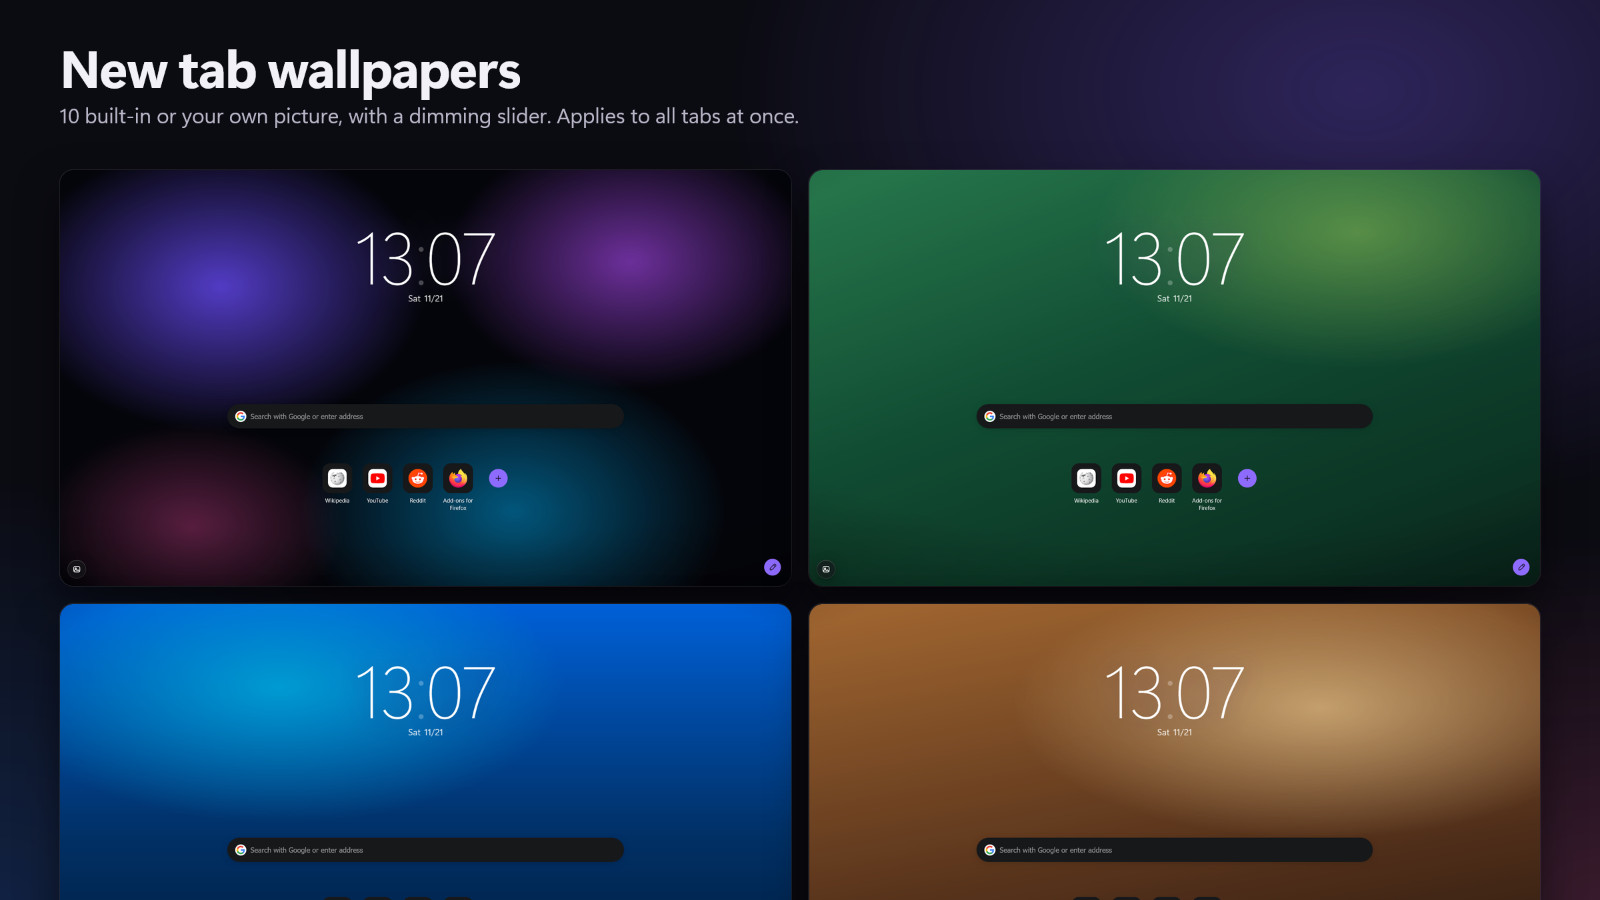 New tab wallpapers
10 built-in or your own picture, with a dimming slider. Applies to all tabs at once.
13:07
Sat 11/21
Search with Google or enter address
Wikipedia YouTube Reddit Add-ons for
Firefox
13:07
Sat 11/21
Search with Google or enter address
Wikipedia YouTube Reddit Add-ons for
Firefox
13:07
Sat 11/21
Search with Google or enter address
13:07
Sat 11/21
Search with Google or enter address